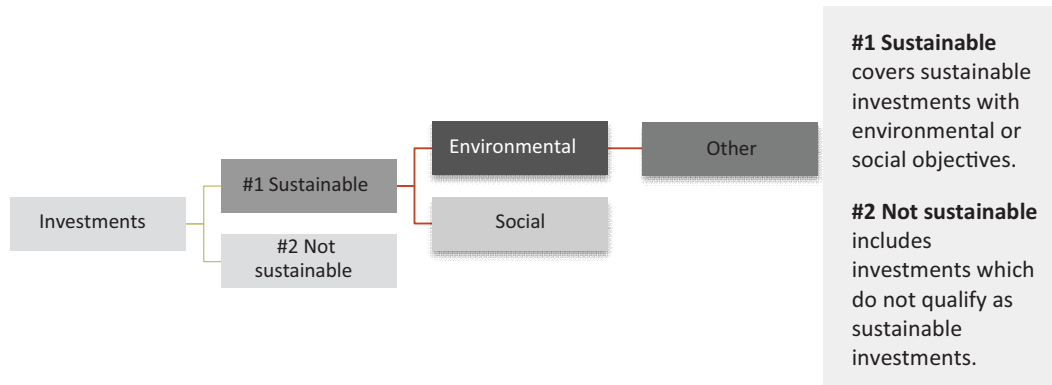 Investments
#1 Sustainable
#2 Not
sustainable
Environmental
Social
Other
#1 Sustainable
covers sustainable
investments with
environmental or
social objectives.
#2 Not sustainable
includes
investments which
do not qualify as
sustainable
investments.